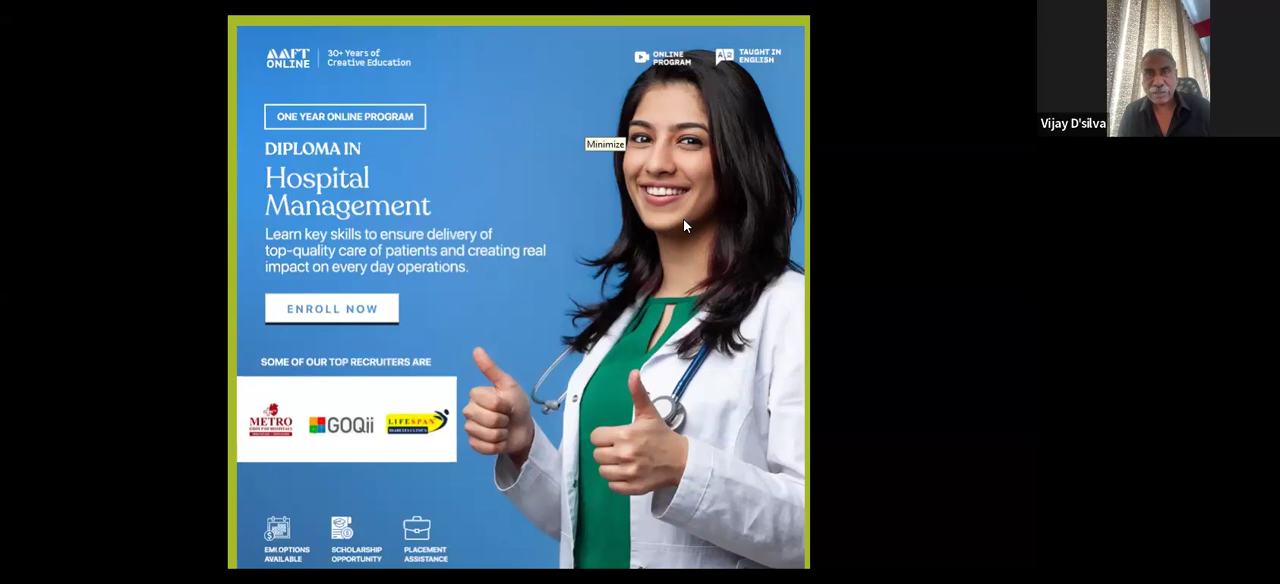 AAFT
ONLINE
30+ Years of
Creative Education
ONLINE
PROGRAM
TAUGHT IN
ENGLISH
ONE YEAR ONLINE PROGRAM
DIPLOMA IN
Hospital
Management
Learn key skills to ensure delivery of
top-quality care of patients and creating real
impact on every day operations.
ENROLL NOW
SOME OF OUR TOP RECRUITERS ARE
METRO
GROUP OF HOSPITALS
GOQii
LIFESPAN
EMI OPTIONS
AVAILABLE
SCHOLARSHIP
OPPORTUNITY
PLACEMENT
ASSISTANCE
Minimize
Vijay D'silva